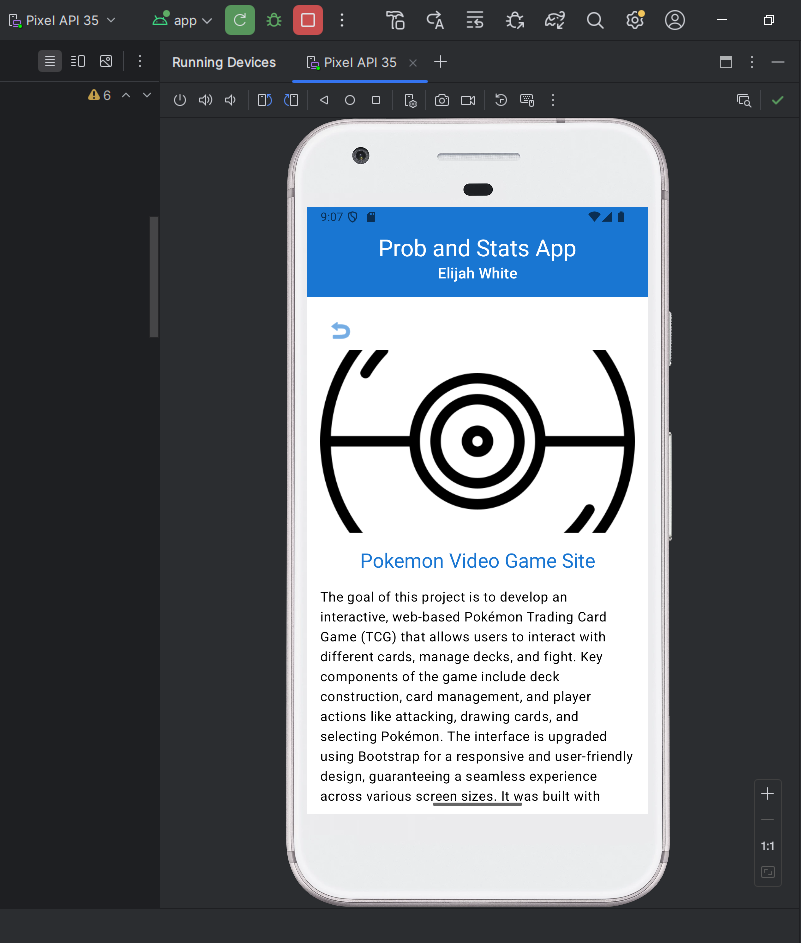 Pixel API 35
app
Running Devices
Pixel API 35
6
9:07
Prob and Stats App
Elijah White
Pokemon Video Game Site
The goal of this project is to develop an
interactive, web-based Pokémon Trading Card
Game (TCG) that allows users to interact with
different cards, manage decks, and fight. Key
components of the game include deck
construction, card management, and player
actions like attacking, drawing cards, and
selecting Pokémon. The interface is upgraded
using Bootstrap for a responsive and user-friendly
design, guaranteeing a seamless experience
across various screen sizes. It was built with
1:1